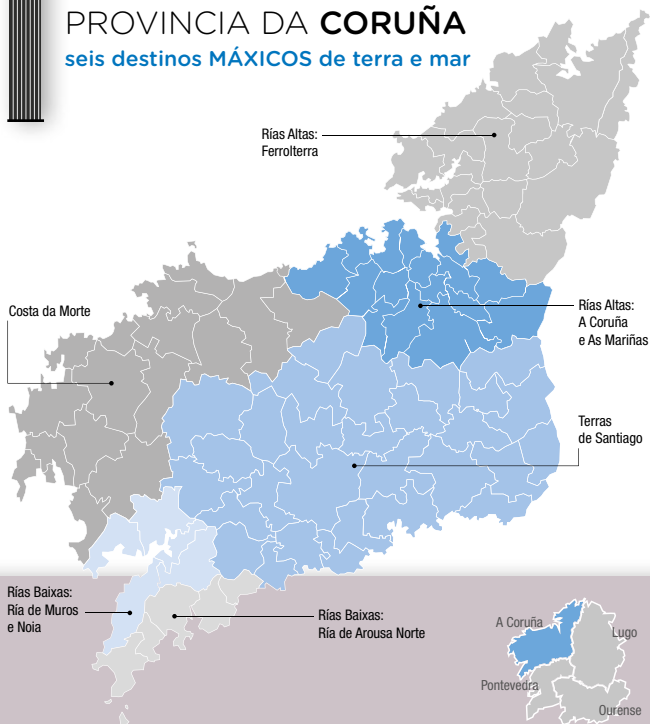 PROVINCIA DA CORUÑA
seis destinos MÁXICOS de terra e mar
Rías Altas:
Ferrolterra
Costa da Morte
Rías Altas:
A Coruña
e As Mariñas
Terras
de Santiago
Rías Baixas:
Ría de Muros
e Noia
Rías Baixas:
Ría de Arousa Norte
A Coruña
Lugo
Pontevedra
Ourense